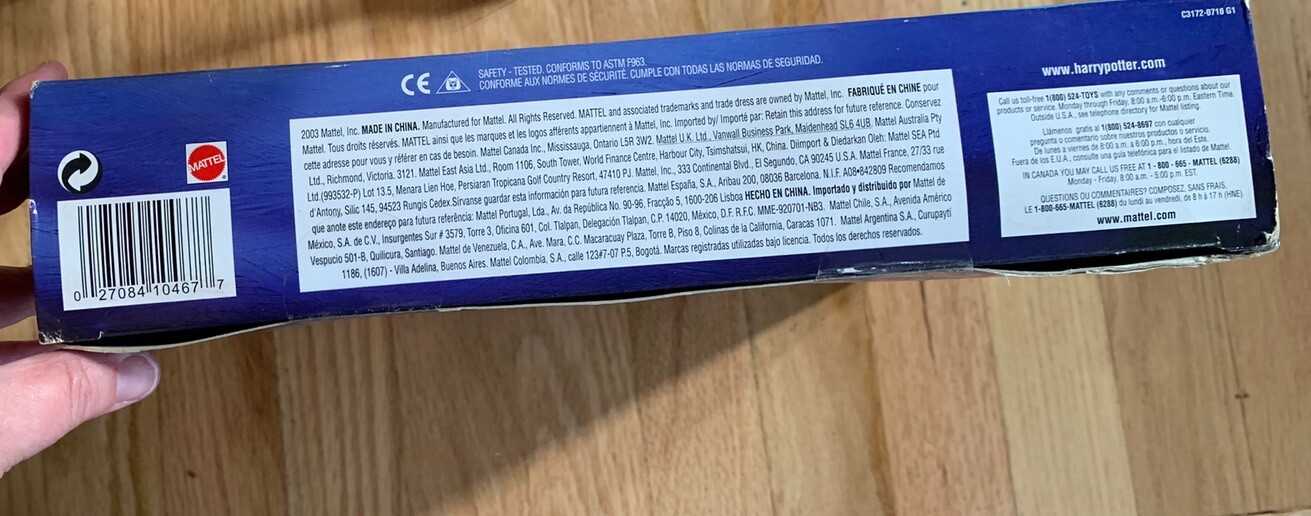 C3172-0710 G1
CE
SAFETY - TESTED. CONFORMS TO ASTM F963.
CONFORME AUX NORMES DE SÉCURITÉ. CUMPLE CON TODAS LAS NORMAS DE SEGURIDAD.
MATTEL
0 27084 10467 7
2003 Mattel, Inc. MADE IN CHINA. Manufactured for Mattel. All Rights Reserved. MATTEL and associated trademarks and trade dress are owned by Mattel, Inc. FABRIQUÉ EN CHINE pour
Mattel. Tous droits réservés. MATTEL ainsi que les marques et les logos afférents appartiennent à Mattel, Inc. Imported by/ Importé par: Retain this address for future reference. Conservez
cette adresse pour vous y référer en cas de besoin. Mattel Canada Inc., Mississauga, Ontario L5R 3W2. Mattel U.K. Ltd., Vanwall Business Park, Maidenhead SL6 4UB. Mattel Australia Pty
Ltd., Richmond, Victoria. 3121. Mattel East Asia Ltd., Room 1106, South Tower, World Finance Centre, Harbour City, Tsimshatsui, HK, China. Diimport & Diedarkan Oleh: Mattel SEA Ptd
Ltd.(993532-P) Lot 13.5, Menara Lien Hoe, Persiaran Tropicana Golf Country Resort, 47410 PJ. Mattel, Inc., 333 Continental Blvd., El Segundo, CA 90245 U.S.A. Mattel France, 27/33 rue
d'Antony, Silic 145, 94523 Rungis Cedex.Sírvanse guardar esta información para futura referencia. Mattel España, S.A., Aribau 200, 08036 Barcelona. N.I.F. A08•842809 Recomendamos
que anote este endereço para futura referência: Mattel Portugal, Lda., Av. da República No. 90-96, Fracção 5, 1600-206 Lisboa HECHO EN CHINA. Importado y distribuido por Mattel de
México, S.A. de C.V., Insurgentes Sur # 3579, Torre 3, Oficina 601, Col. Tlalpan, Delegación Tlalpan, C.P. 14020, México, D.F. R.F.C. MME-920701-NB3. Mattel Chile, S.A., Avenida Américo
Vespucio 501-B, Quilicura, Santiago. Mattel de Venezuela, C.A., Ave. Mara, C.C. Macaracuay Plaza, Torre B, Piso 8, Colinas de la California, Caracas 1071. Mattel Argentina S.A., Curupaytí
1186, (1607) - Villa Adelina, Buenos Aires. Mattel Colombia, S.A., calle 123#7-07 P.5, Bogotá. Marcas registradas utilizadas bajo licencia. Todos los derechos reservados.
www.harrypotter.com
Call us toll-free 1(800) 524-TOYS with any comments or questions about our
products or service. Monday through Friday, 8:00 a.m.-6:00 p.m. Eastern Time.
Outside U.S.A., see telephone directory for Mattel listing.
Llámenos gratis al 1(800) 524-8697 con cualquier
pregunta o comentario sobre nuestros productos o servicio.
De lunes a viernes de 8:00 a.m. a 6:00 p.m., hora del Este.
Fuera de los E.U.A., consulte una guía telefónica para el listado de Mattel.
IN CANADA YOU MAY CALL US FREE AT 1 - 800 - 665 - MATTEL (6288)
Monday - Friday, 8:00 a.m. - 5:00 p.m. EST.
QUESTIONS OU COMMENTAIRES? COMPOSEZ, SANS FRAIS,
LE 1-800-665-MATTEL (6288) du lundi au vendredi, de 8 h à 17 h (HNE).
www.mattel.com